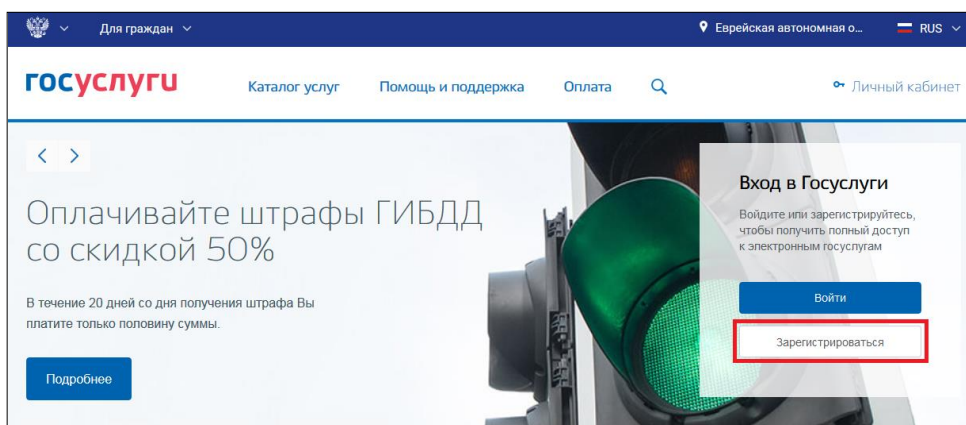 Для граждан
Еврейская автономная о...
RUS
госуслуги
Каталог услуг
Помощь и поддержка
Оплата
Личный кабинет
Оплачивайте штрафы ГИБДД
со скидкой 50%
В течение 20 дней со дня получения штрафа Вы
платите только половину суммы.
Подробнее
Вход в Госуслуги
Войдите или зарегистрируйтесь,
чтобы получить полный доступ
к электронным госуслугам
Войти
Зарегистрироваться